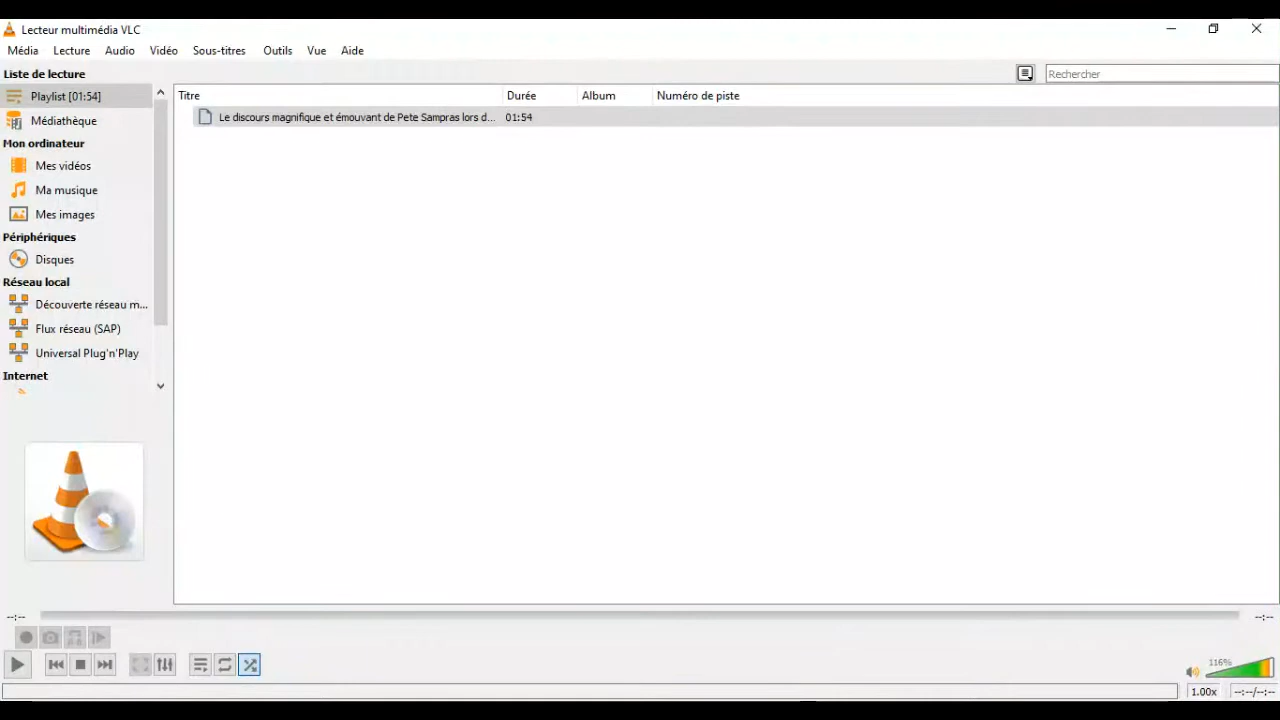 Lecteur multimédia VLC
Média Lecture Audio Vidéo Sous-titres Outils Vue Aide
Liste de lecture
Rechercher
Playlist [01:54]
Titre Durée Album Numéro de piste
Le discours magnifique et émouvant de Pete Sampras lors d... 01:54
Médiathèque
Mon ordinateur
Mes vidéos
Ma musique
Mes images
Périphériques
Disques
Réseau local
Découverte réseau m...
Flux réseau (SAP)
Universal Plug'n'Play
Internet
--:-- --:--
116%
1.00x --:--/--:--